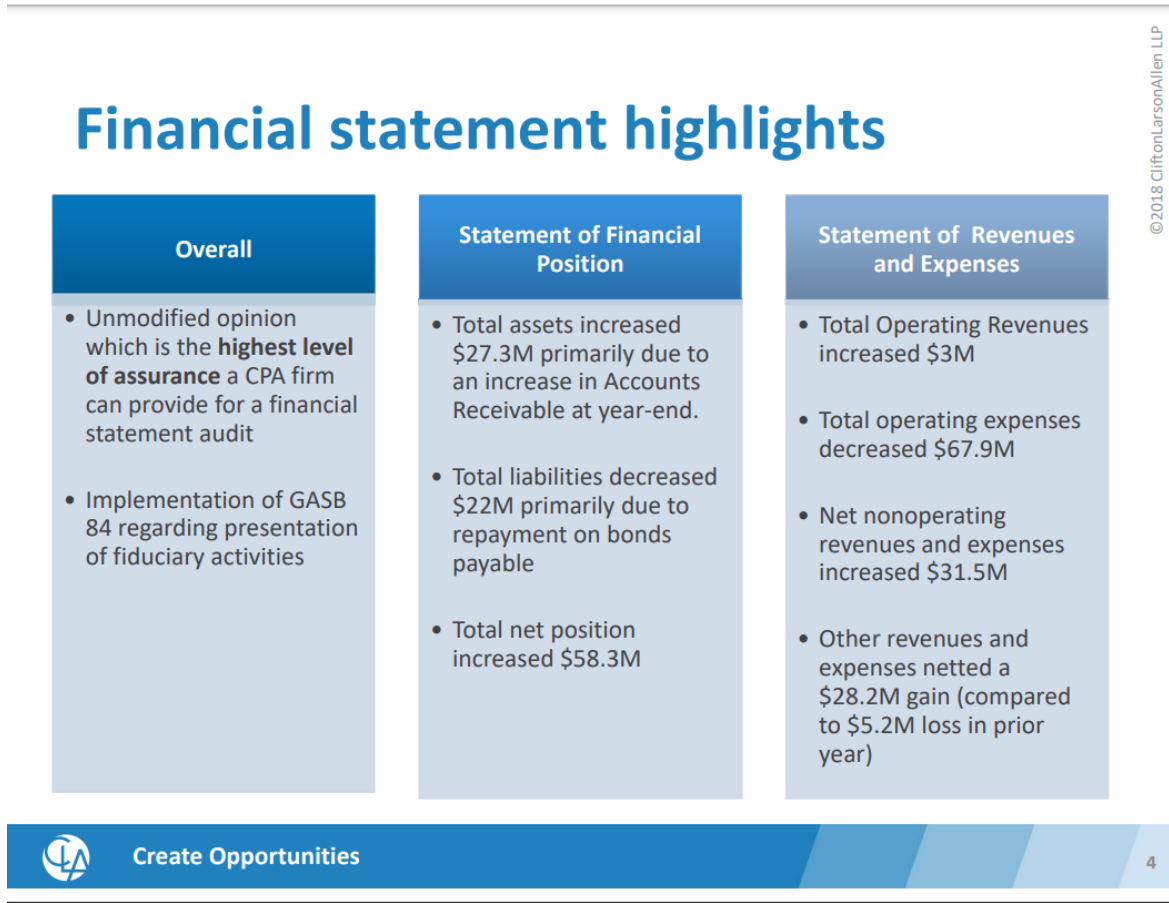 Financial statement highlights
©2018 CliftonLarsonAllen LLP
Overall
• Unmodified opinion
which is the highest level
of assurance a CPA firm
can provide for a financial
statement audit
• Implementation of GASB
84 regarding presentation
of fiduciary activities
Statement of Financial
Position
• Total assets increased
$27.3M primarily due to
an increase in Accounts
Receivable at year-end.
• Total liabilities decreased
$22M primarily due to
repayment on bonds
payable
• Total net position
increased $58.3M
Statement of Revenues
and Expenses
• Total Operating Revenues
increased $3M
• Total operating expenses
decreased $67.9M
• Net nonoperating
revenues and expenses
increased $31.5M
• Other revenues and
expenses netted a
$28.2M gain (compared
to $5.2M loss in prior
year)
CLA
Create Opportunities
4